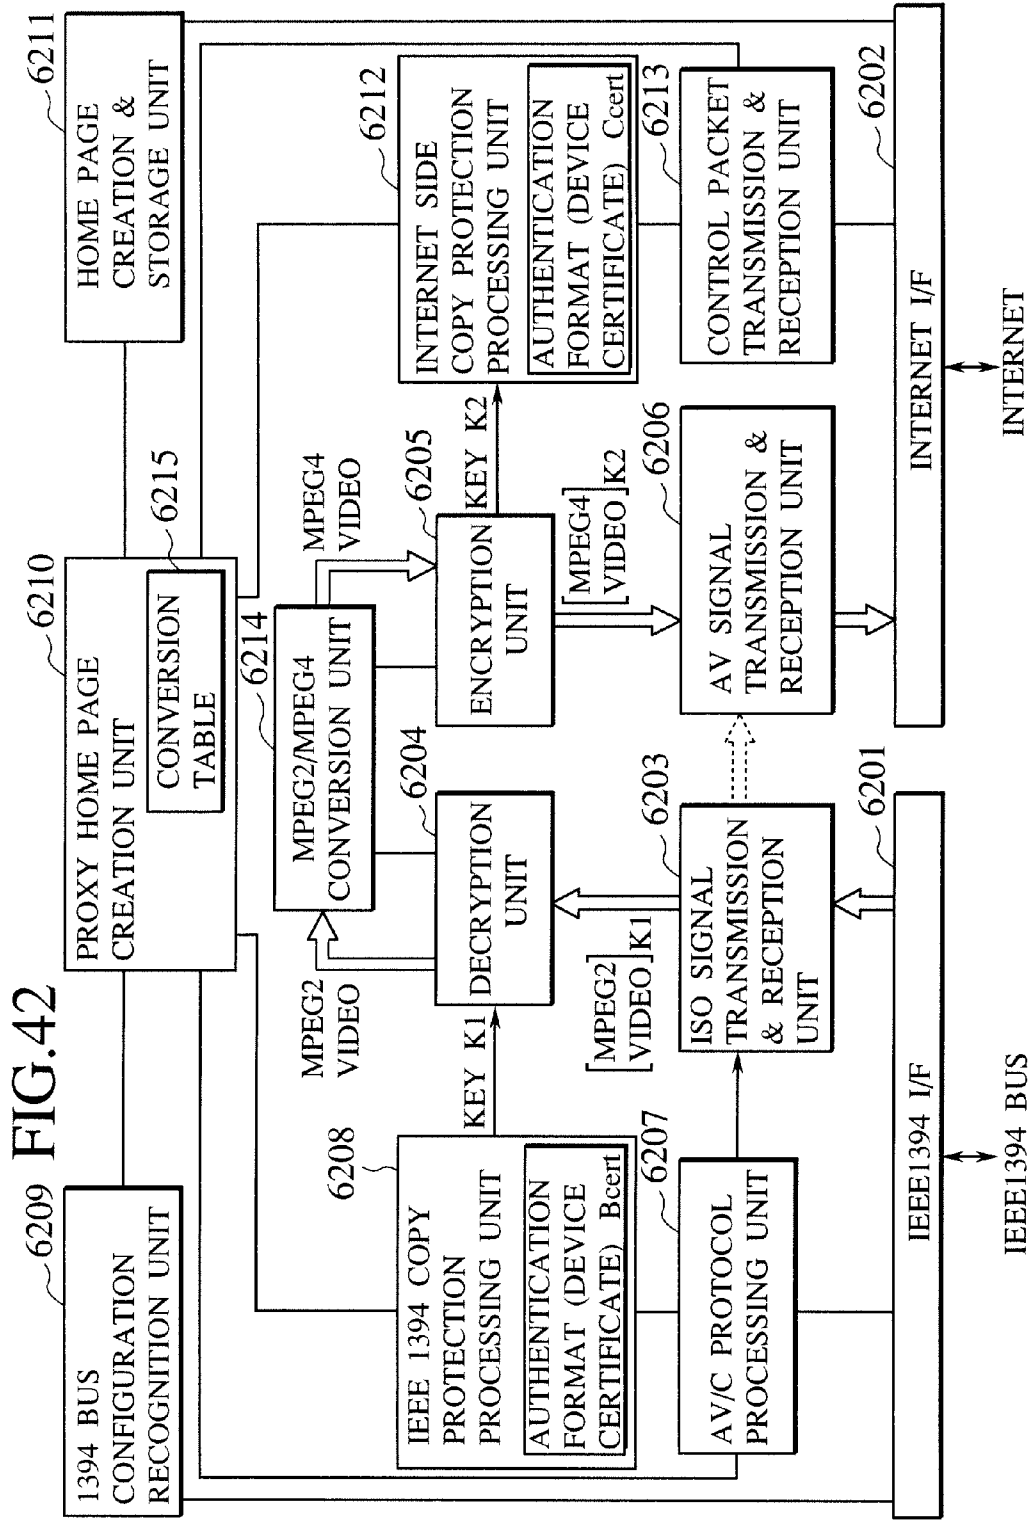 FIG.42
6209
1394 BUS
CONFIGURATION
RECOGNITION UNIT
6210
PROXY HOME PAGE
CREATION UNIT
6215
CONVERSION
TABLE
6211
HOME PAGE
CREATION &
STORAGE UNIT
6214
MPEG2/MPEG4
CONVERSION UNIT
MPEG2
VIDEO
MPEG4
VIDEO
6208
IEEE 1394 COPY
PROTECTION
PROCESSING UNIT
AUTHENTICATION
FORMAT (DEVICE
CERTIFICATE) Bcert
KEY K1
6204
DECRYPTION
UNIT
6205
ENCRYPTION
UNIT
KEY K2
6212
INTERNET SIDE
COPY PROTECTION
PROCESSING UNIT
AUTHENTICATION
FORMAT (DEVICE
CERTIFICATE) Ccert
[MPEG2
VIDEO]K1
[MPEG4
VIDEO]K2
6207
AV/C PROTOCOL
PROCESSING UNIT
6203
ISO SIGNAL
TRANSMISSION
& RECEPTION
UNIT
6206
AV SIGNAL
TRANSMISSION &
RECEPTION UNIT
6213
CONTROL PACKET
TRANSMISSION &
RECEPTION UNIT
6201
IEEE1394 I/F
6202
INTERNET I/F
IEEE1394 BUS
INTERNET